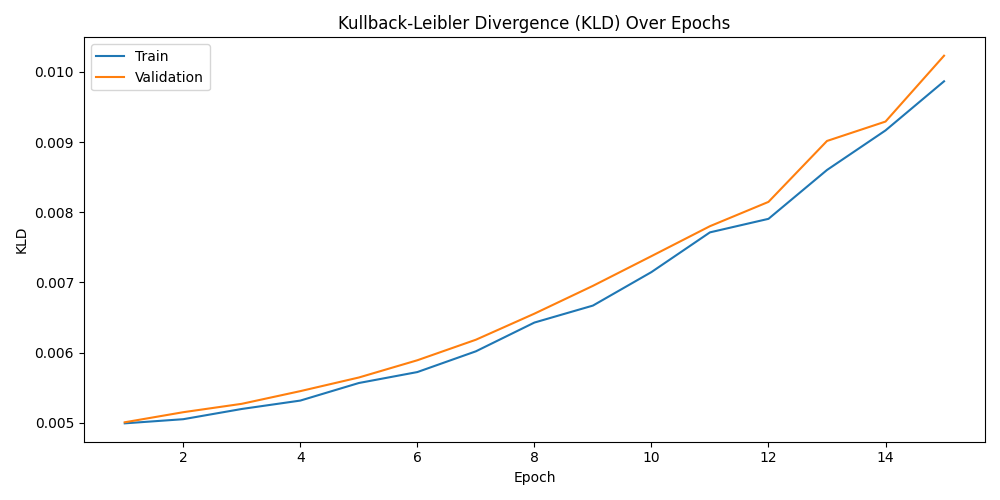 Kullback-Leibler Divergence (KLD) Over Epochs
Train
Validation
0.010
0.009
0.008
0.007
0.006
0.005
KLD
2 4 6 8 10 12 14
Epoch